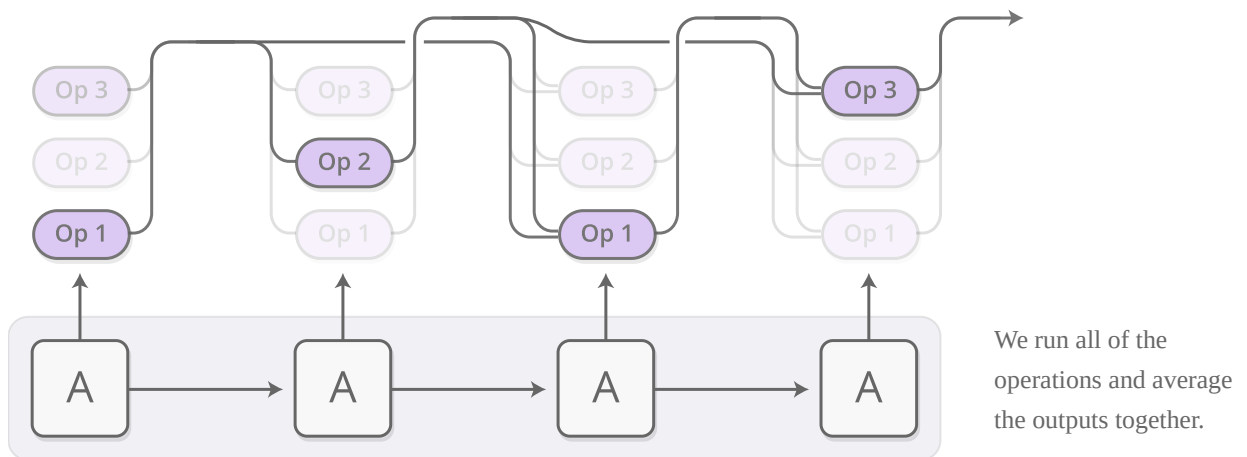 Op 3
Op 3
Op 3
Op 3
Op 2
Op 2
Op 2
Op 2
Op 1
Op 1
Op 1
Op 1
A
A
A
A
We run all of the
operations and average
the outputs together.